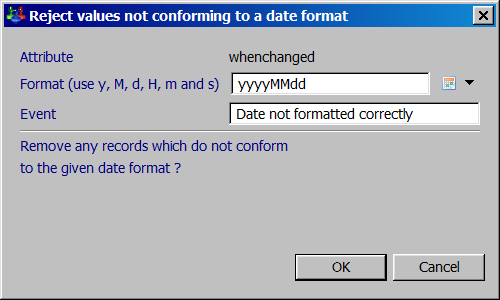 Reject values not conforming to a date format
Attribute whenchanged
Format (use y, M, d, H, m and s) yyyyMMdd
Event Date not formatted correctly
Remove any records which do not conform
to the given date format ?
OK Cancel